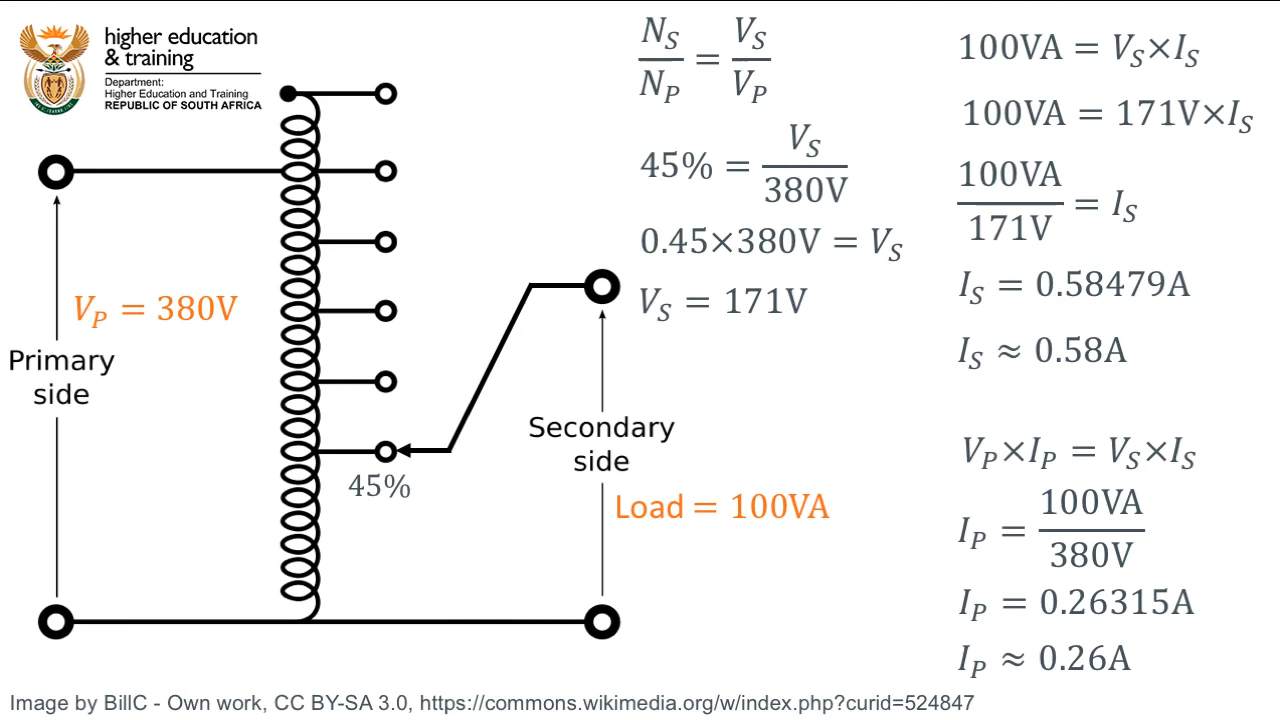 higher education
& training
Department:
Higher Education and Training
REPUBLIC OF SOUTH AFRICA
V_P = 380V
Primary
side
45%
Secondary
side
Load = 100VA
N_S/N_P = V_S/V_P
45% = V_S/380V
0.45×380V = V_S
V_S = 171V
100VA = V_S×I_S
100VA = 171V×I_S
100VA/171V = I_S
I_S = 0.58479A
I_S ≈ 0.58A
V_P×I_P = V_S×I_S
I_P = 100VA/380V
I_P = 0.26315A
I_P ≈ 0.26A
Image by BillC - Own work, CC BY-SA 3.0, https://commons.wikimedia.org/w/index.php?curid=524847